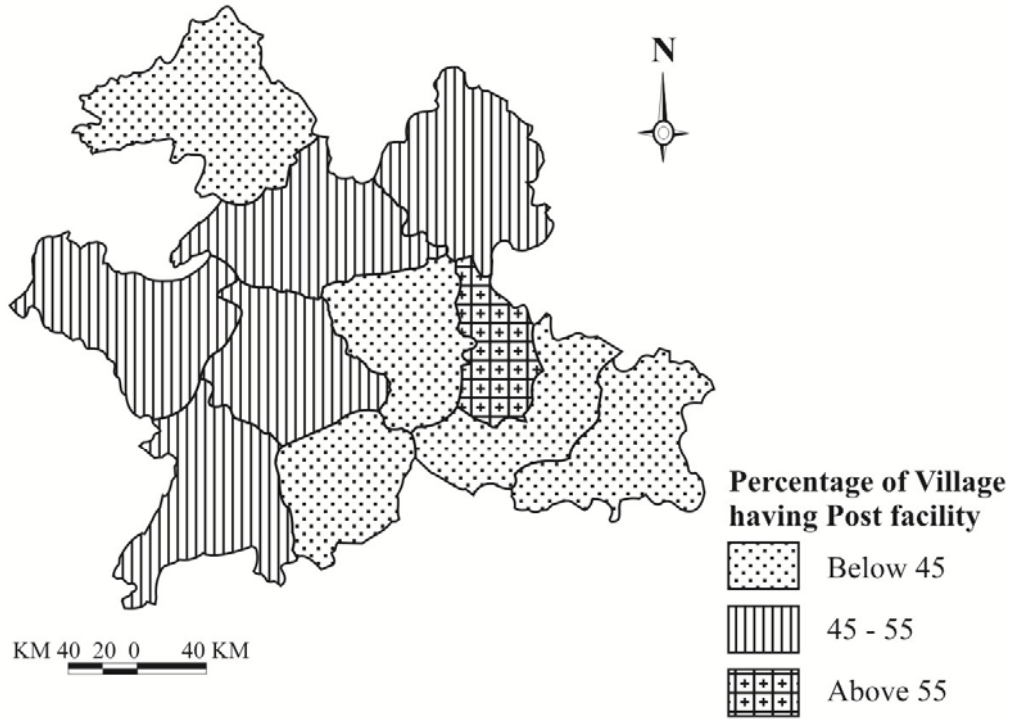 N
Percentage of Village
having Post facility
Below 45
45 - 55
Above 55
KM 40 20 0 40 KM